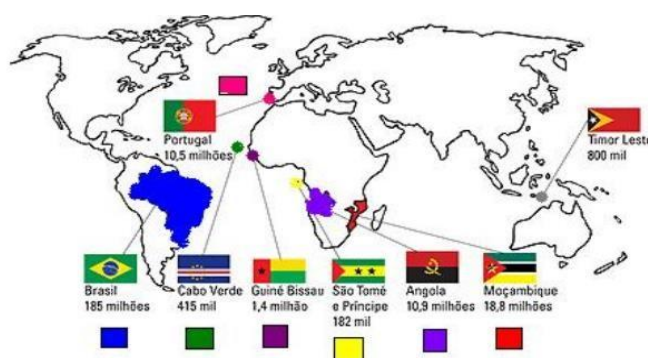 Portugal
10,5 milhões
Timor Leste
800 mil
Brasil
185 milhões
Cabo Verde
415 mil
Guiné Bissau
1,4 milhão
São Tomé
e Príncipe
182 mil
Angola
10,9 milhões
Moçambique
18,8 milhões